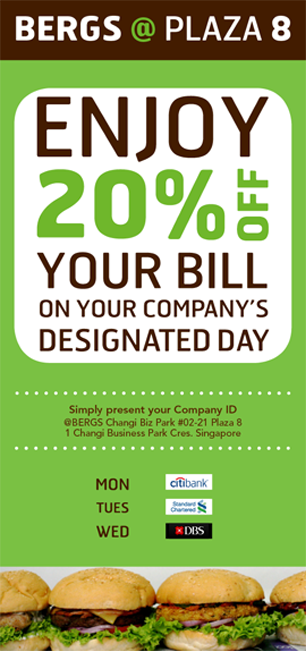 BERGS @ PLAZA 8
ENJOY
20% OFF
YOUR BILL
ON YOUR COMPANY'S
DESIGNATED DAY
Simply present your Company ID
@BERGS Changi Biz Park #02-21 Plaza 8
1 Changi Business Park Cres. Singapore
MON citibank
TUES Standard Chartered
WED DBS